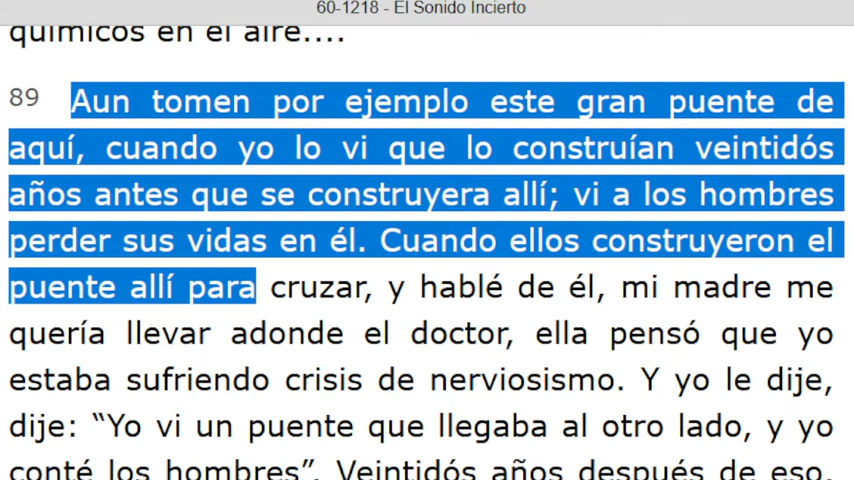 60-1218 - El Sonido Incierto
químicos en el aire....
89 Aun tomen por ejemplo este gran puente de
aquí, cuando yo lo vi que lo construían veintidós
años antes que se construyera allí; vi a los hombres
perder sus vidas en él. Cuando ellos construyeron el
puente allí para cruzar, y hablé de él, mi madre me
quería llevar adonde el doctor, ella pensó que yo
estaba sufriendo crisis de nerviosismo. Y yo le dije,
dije: “Yo vi un puente que llegaba al otro lado, y yo
conté los hombres”. Veintidós años después de eso,